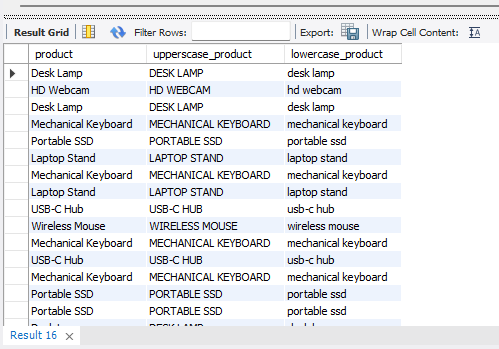 Result Grid Filter Rows: Export: Wrap Cell Content:
product upperscase_product lowercase_product
Desk Lamp DESK LAMP desk lamp
HD Webcam HD WEBCAM hd webcam
Desk Lamp DESK LAMP desk lamp
Mechanical Keyboard MECHANICAL KEYBOARD mechanical keyboard
Portable SSD PORTABLE SSD portable ssd
Laptop Stand LAPTOP STAND laptop stand
Mechanical Keyboard MECHANICAL KEYBOARD mechanical keyboard
Laptop Stand LAPTOP STAND laptop stand
USB-C Hub USB-C HUB usb-c hub
Wireless Mouse WIRELESS MOUSE wireless mouse
Mechanical Keyboard MECHANICAL KEYBOARD mechanical keyboard
USB-C Hub USB-C HUB usb-c hub
Mechanical Keyboard MECHANICAL KEYBOARD mechanical keyboard
Portable SSD PORTABLE SSD portable ssd
Portable SSD PORTABLE SSD portable ssd
Result 16